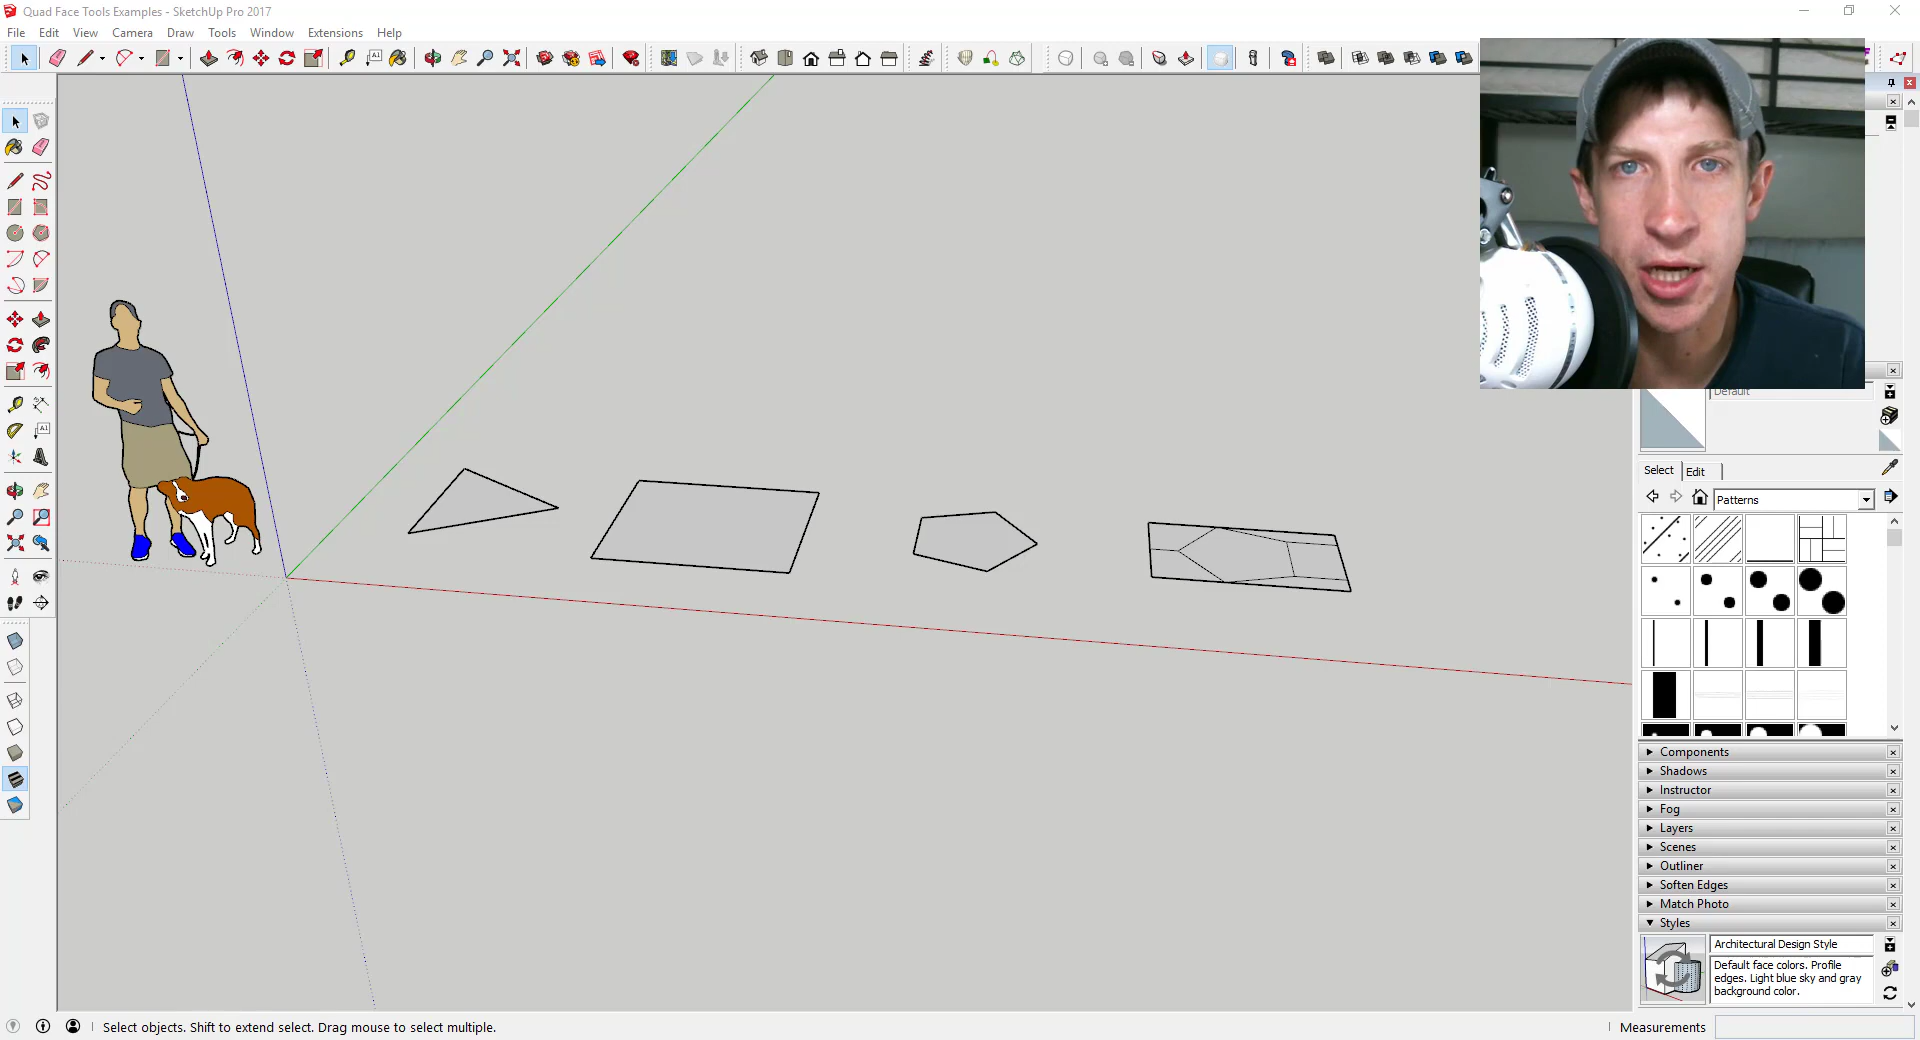 Quad Face Tools Examples - SketchUp Pro 2017
File Edit View Camera Draw Tools Window Extensions Help
Default
Select Edit
Patterns
Components
Shadows
Instructor
Fog
Layers
Scenes
Outliner
Soften Edges
Match Photo
Styles
Architectural Design Style
Default face colors. Profile
edges. Light blue sky and gray
background color.
Select objects. Shift to extend select. Drag mouse to select multiple.
Measurements